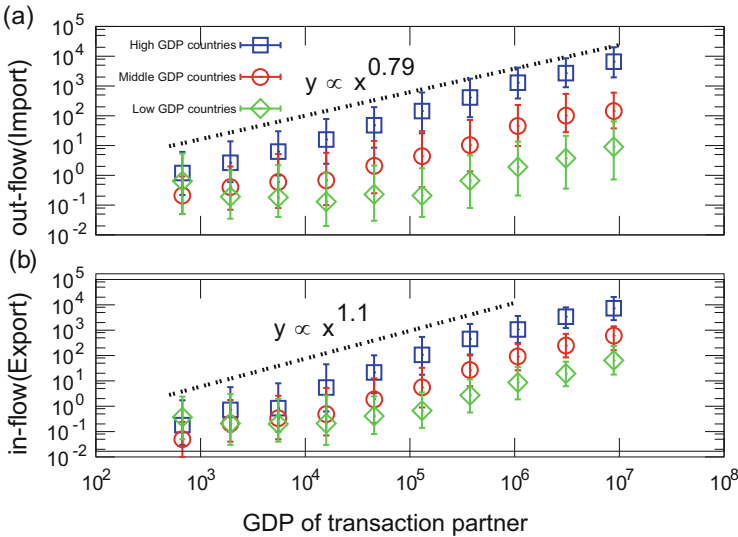 (a)
10^5
10^4
10^3
10^2
10^1
10^0
10^-1
10^-2
out-flow(Import)
High GDP countries
Middle GDP countries
Low GDP countries
y ∝ x^0.79
(b)
10^5
10^4
10^3
10^2
10^1
10^0
10^-1
10^-2
in-flow(Export)
y ∝ x^1.1
10^2 10^3 10^4 10^5 10^6 10^7 10^8
GDP of transaction partner